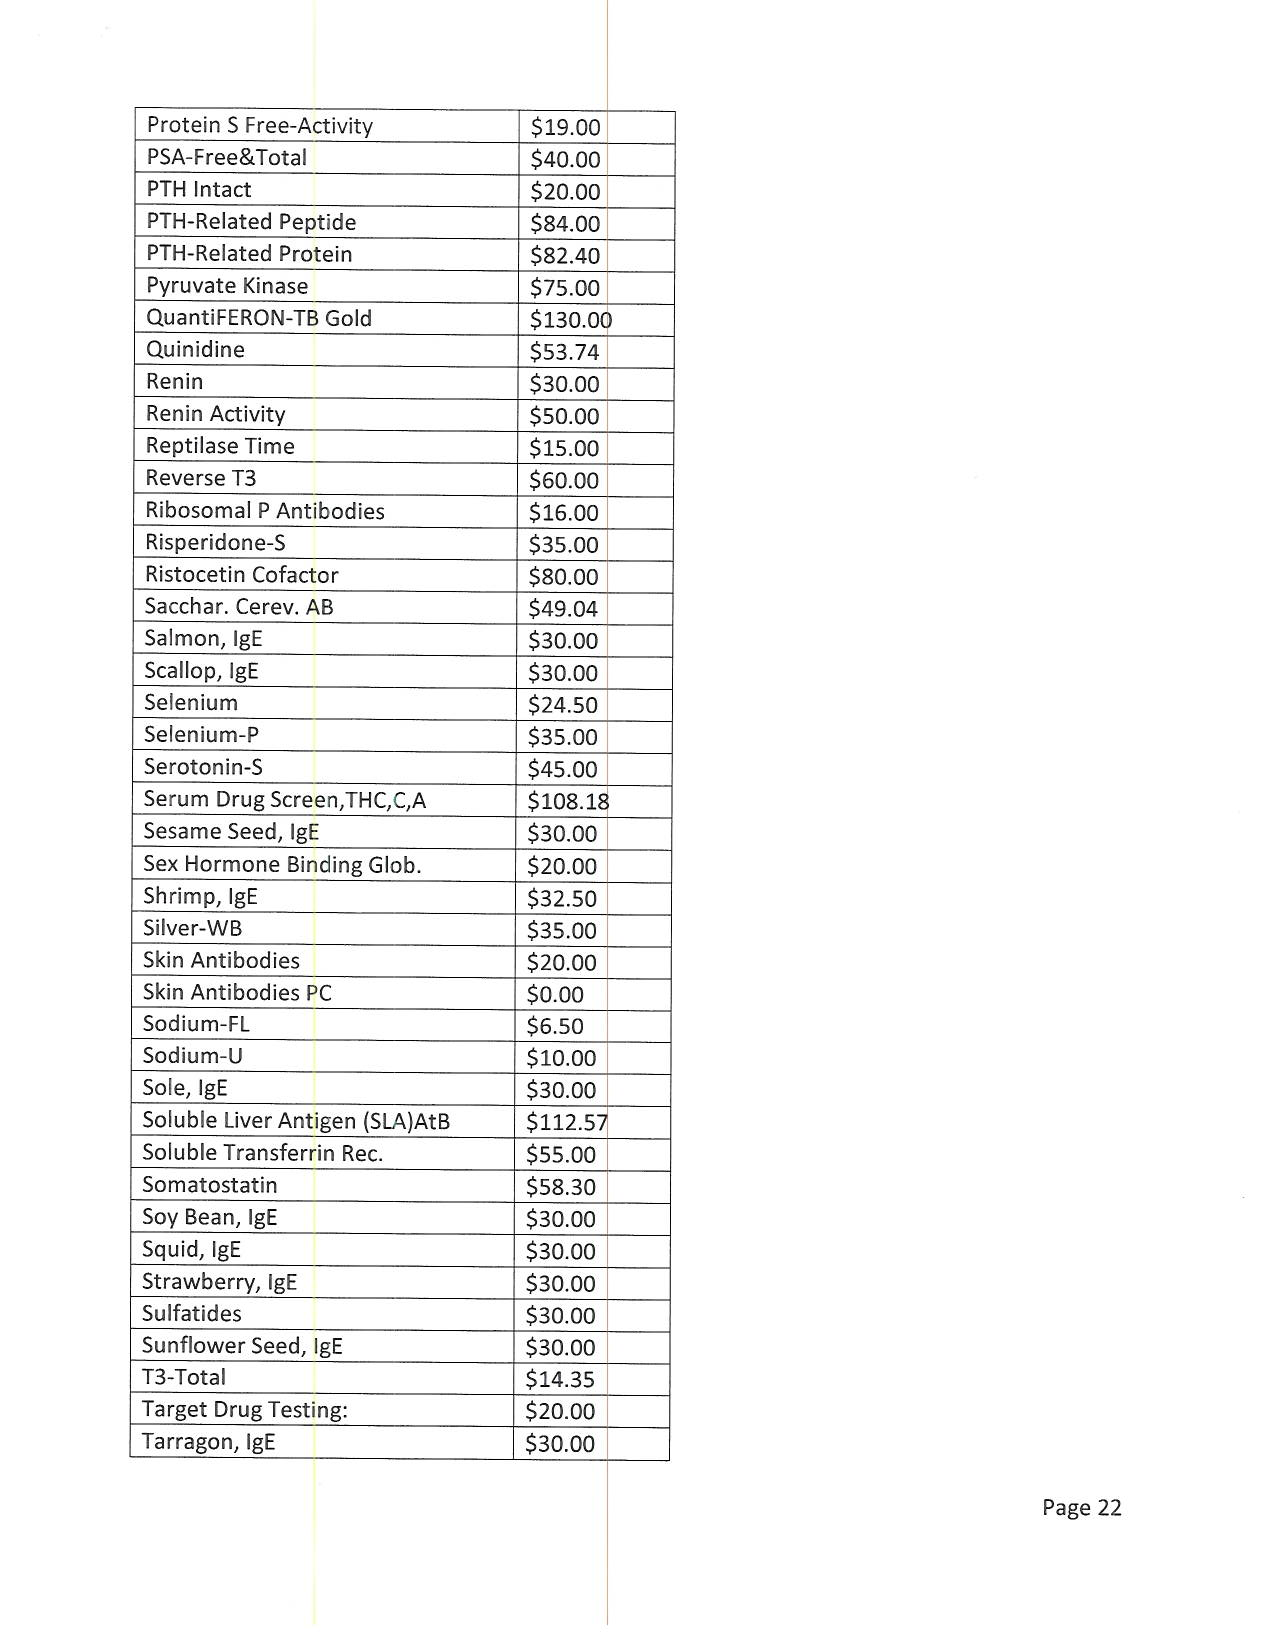 Protein S Free-Activity $19.00
PSA-Free&Total $40.00
PTH Intact $20.00
PTH-Related Peptide $84.00
PTH-Related Protein $82.40
Pyruvate Kinase $75.00
QuantiFERON-TB Gold $130.00
Quinidine $53.74
Renin $30.00
Renin Activity $50.00
Reptilase Time $15.00
Reverse T3 $60.00
Ribosomal P Antibodies $16.00
Risperidone-S $35.00
Ristocetin Cofactor $80.00
Sacchar. Cerev. AB $49.04
Salmon, IgE $30.00
Scallop, IgE $30.00
Selenium $24.50
Selenium-P $35.00
Serotonin-S $45.00
Serum Drug Screen,THC,C,A $108.18
Sesame Seed, IgE $30.00
Sex Hormone Binding Glob. $20.00
Shrimp, IgE $32.50
Silver-WB $35.00
Skin Antibodies $20.00
Skin Antibodies PC $0.00
Sodium-FL $6.50
Sodium-U $10.00
Sole, IgE $30.00
Soluble Liver Antigen (SLA)AtB $112.57
Soluble Transferrin Rec. $55.00
Somatostatin $58.30
Soy Bean, IgE $30.00
Squid, IgE $30.00
Strawberry, IgE $30.00
Sulfatides $30.00
Sunflower Seed, IgE $30.00
T3-Total $14.35
Target Drug Testing: $20.00
Tarragon, IgE $30.00
Page 22